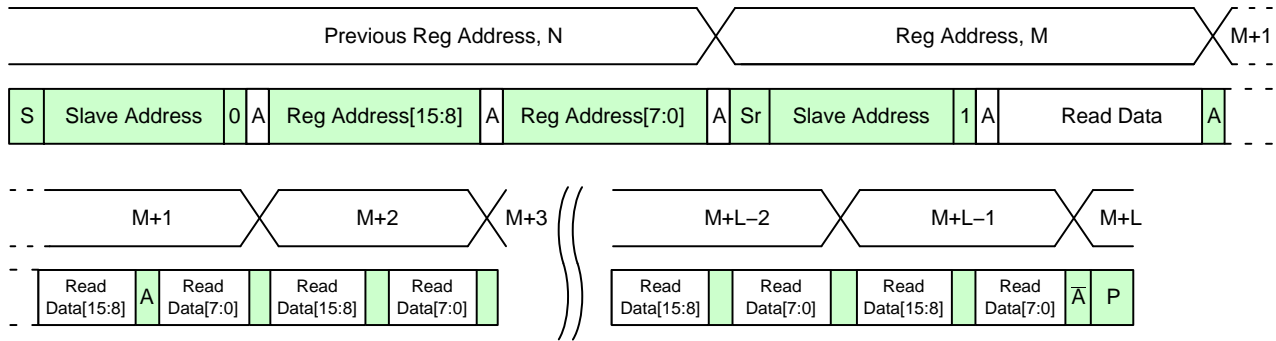 Previous Reg Address, N Reg Address, M M+1
S Slave Address 0 A Reg Address[15:8] A Reg Address[7:0] A Sr Slave Address 1 A Read Data A
M+1 M+2 M+3 M+L−2 M+L−1 M+L
Read Data[15:8] A Read Data[7:0] Read Data[15:8] Read Data[7:0] Read Data[15:8] Read Data[7:0] Read Data[15:8] Read Data[7:0] A̅ P